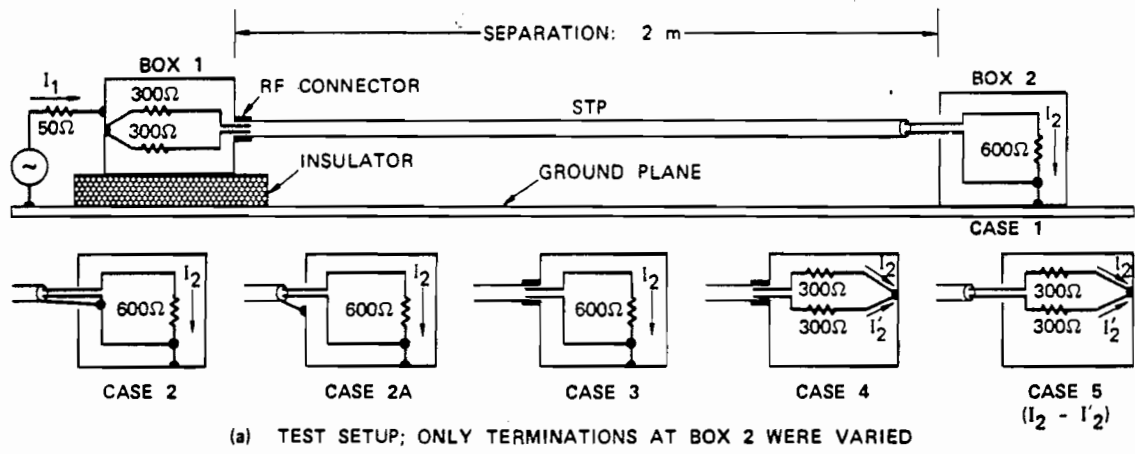 SEPARATION: 2 m
BOX 1
BOX 2
I1
300Ω
RF CONNECTOR
STP
I2
50Ω
300Ω
600Ω
~
INSULATOR
GROUND PLANE
CASE 1
I2
600Ω
CASE 2
I2
600Ω
CASE 2A
I2
600Ω
CASE 3
I2
300Ω
300Ω
I'2
CASE 4
I2
300Ω
300Ω
I'2
CASE 5
(I2 - I'2)
(a) TEST SETUP; ONLY TERMINATIONS AT BOX 2 WERE VARIED